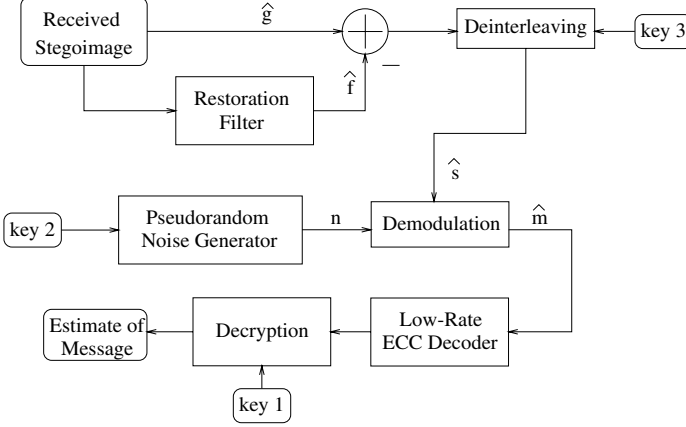 Received
Stegoimage
ĝ
−
f̂
Restoration
Filter
Deinterleaving
key 3
ŝ
key 2
Pseudorandom
Noise Generator
n
Demodulation
m̂
Estimate of
Message
Decryption
Low-Rate
ECC Decoder
key 1